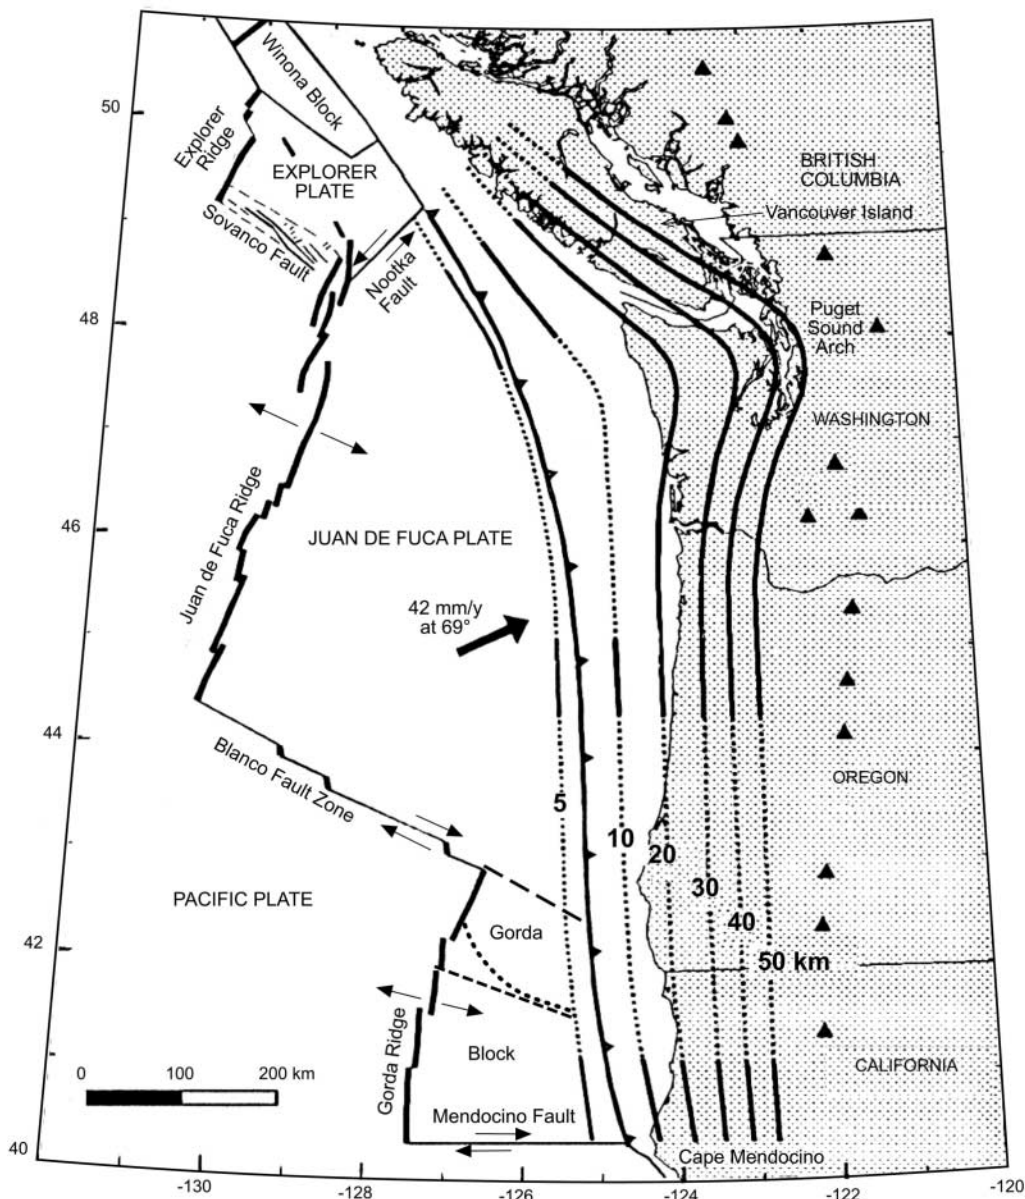 50
48
46
44
42
40
-130
-128
-126
-124
-122
-120
Winona Block
Explorer
Ridge
EXPLORER
PLATE
Sovanco Fault
Nootka
Fault
BRITISH
COLUMBIA
Vancouver Island
Puget
Sound
Arch
WASHINGTON
Juan de Fuca Ridge
JUAN DE FUCA PLATE
42 mm/y
at 69°
Blanco Fault Zone
OREGON
5
10
20
30
40
50 km
PACIFIC PLATE
Gorda
Block
Gorda Ridge
CALIFORNIA
0 100 200 km
Mendocino Fault
Cape Mendocino